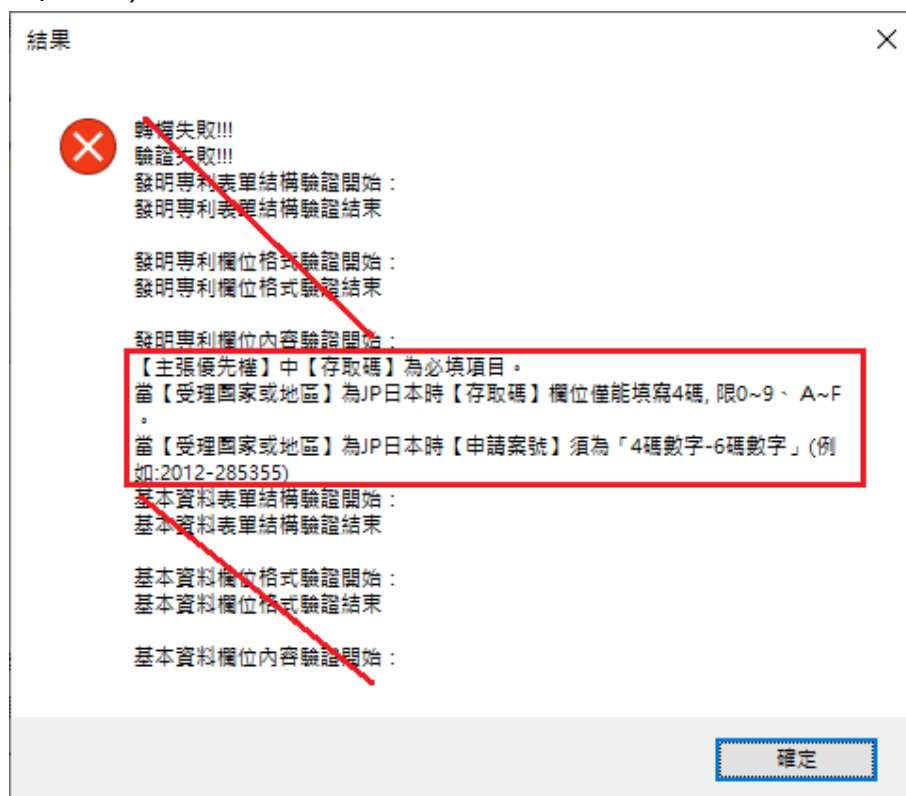 結果
轉檔失敗!!!
驗證失敗!!!
發明專利表單結構驗證開始：
發明專利表單結構驗證結束
發明專利欄位格式驗證開始：
發明專利欄位格式驗證結束
發明專利欄位內容驗證開始：
【主張優先權】中【存取碼】為必填項目。
當【受理國家或地區】為JP日本時【存取碼】欄位僅能填寫4碼, 限0~9、A~F
。
當【受理國家或地區】為JP日本時【申請案號】須為「4碼數字-6碼數字」(例
如:2012-285355)
基本資料表單結構驗證開始：
基本資料表單結構驗證結束
基本資料欄位格式驗證開始：
基本資料欄位格式驗證結束
基本資料欄位內容驗證開始：
確定